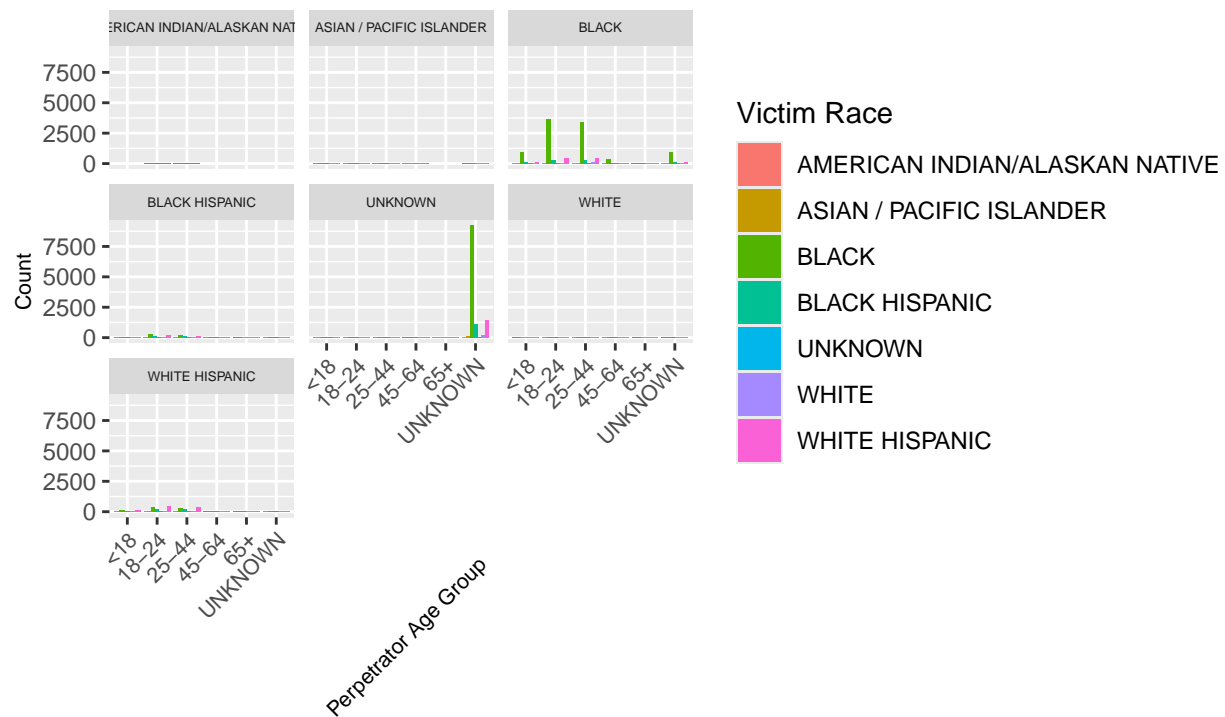 ERICAN INDIAN/ALASKAN NAT
ASIAN / PACIFIC ISLANDER
BLACK
7500
5000
2500
0
BLACK HISPANIC
UNKNOWN
WHITE
7500
5000
2500
0
<18
18–24
25–44
45–64
65+
UNKNOWN
<18
18–24
25–44
45–64
65+
UNKNOWN
WHITE HISPANIC
7500
5000
2500
0
<18
18–24
25–44
45–64
65+
UNKNOWN
Count
Perpetrator Age Group
Victim Race
AMERICAN INDIAN/ALASKAN NATIVE
ASIAN / PACIFIC ISLANDER
BLACK
BLACK HISPANIC
UNKNOWN
WHITE
WHITE HISPANIC